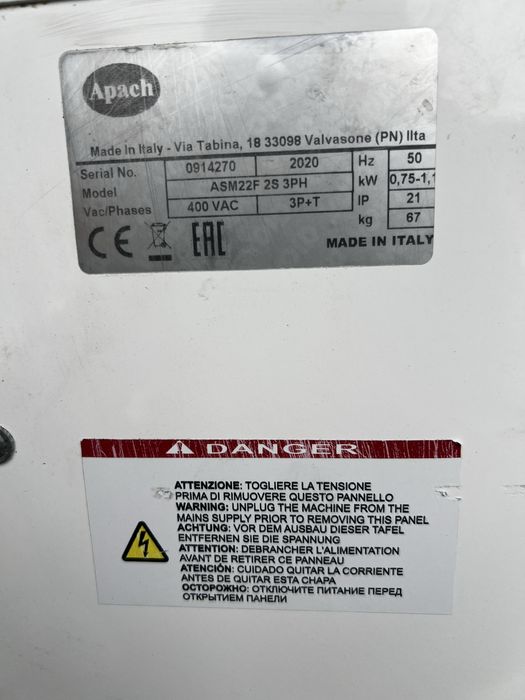 Apach
Made In Italy - Via Tabina, 18 33098 Valvasone (PN) IIta
Serial No. 0914270 2020 Hz 50
Model ASM22F 2S 3PH kW 0,75-1,1
Vac/Phases 400 VAC 3P+T IP 21
kg 67
CE EAC MADE IN ITALY
DANGER
ATTENZIONE: TOGLIERE LA TENSIONE
PRIMA DI RIMUOVERE QUESTO PANNELLO
WARNING: UNPLUG THE MACHINE FROM THE
MAINS SUPPLY PRIOR TO REMOVING THIS PANEL
ACHTUNG: VOR DEM AUSBAU DIESER TAFEL
ENTFERNEN SIE DIE SPANNUNG
ATTENTION: DEBRANCHER L'ALIMENTATION
AVANT DE RETIRER CE PANNEAU
ATENCIÓN: CUIDADO QUITAR LA CORRIENTE
ANTES DE QUITAR ESTA CHAPA
ОСТОРОЖНО: ОТКЛЮЧИТЕ ПИТАНИЕ ПЕРЕД
ОТКРЫТИЕМ ПАНЕЛИ